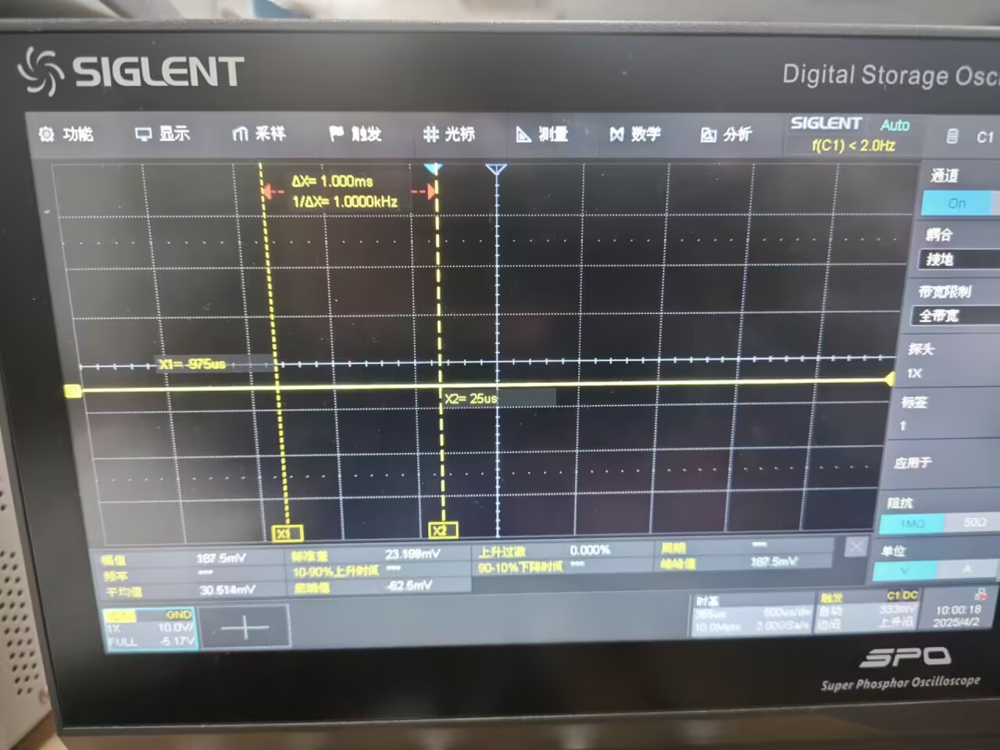 SIGLENT
Digital Storage Osc
功能 显示 采样 触发 光标 测量 数学 分析
SIGLENT Auto
f(C1) < 2.0Hz
C1
ΔX= 1.000ms
1/ΔX= 1.0000kHz
X1= -975us
X2= 25us
X1
X2
通道
On
耦合
接地
带宽限制
全带宽
探头
1X
标签
1
应用于
阻抗
1MΩ 50Ω
单位
V A
幅值 187.5mV 标准差 23.199mV 上升过激 0.000% 周期 ***
频率 *** 10-90%上升时间 *** 90-10%下降时间 *** 峰峰值 187.5mV
平均值 30.514mV 底端值 -62.5mV
GND
1X 10.0V/
FULL -5.17V
时基
500us/div
10.0Mpts 2.00GSa/s
触发 C1 DC
自动 333mV
边沿 上升沿
10:00:18
2025/4/2
SPO
Super Phosphor Oscilloscope